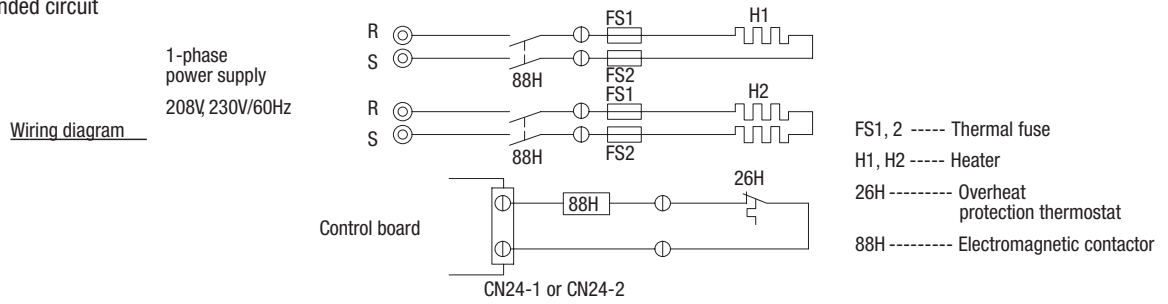 nded circuit
1-phase
power supply
208V, 230V/60Hz
Wiring diagram
R
S
88H
FS1
FS2
H1
R
S
88H
FS1
FS2
H2
Control board
88H
26H
CN24-1 or CN24-2
FS1, 2 ----- Thermal fuse
H1, H2 ----- Heater
26H --------- Overheat
protection thermostat
88H --------- Electromagnetic contactor